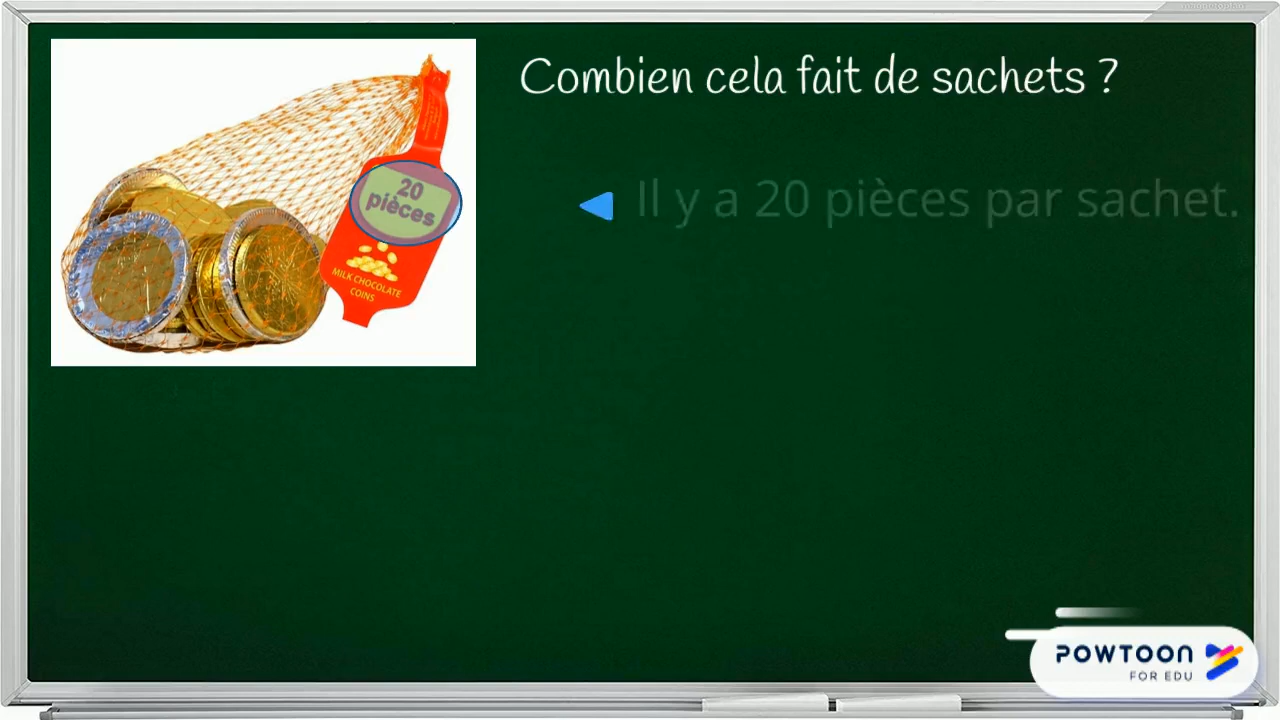 Combien cela fait de sachets ?
Il y a 20 pièces par sachet.
20
pièces
MILK CHOCOLATE
COINS
POWTOON
FOR EDU